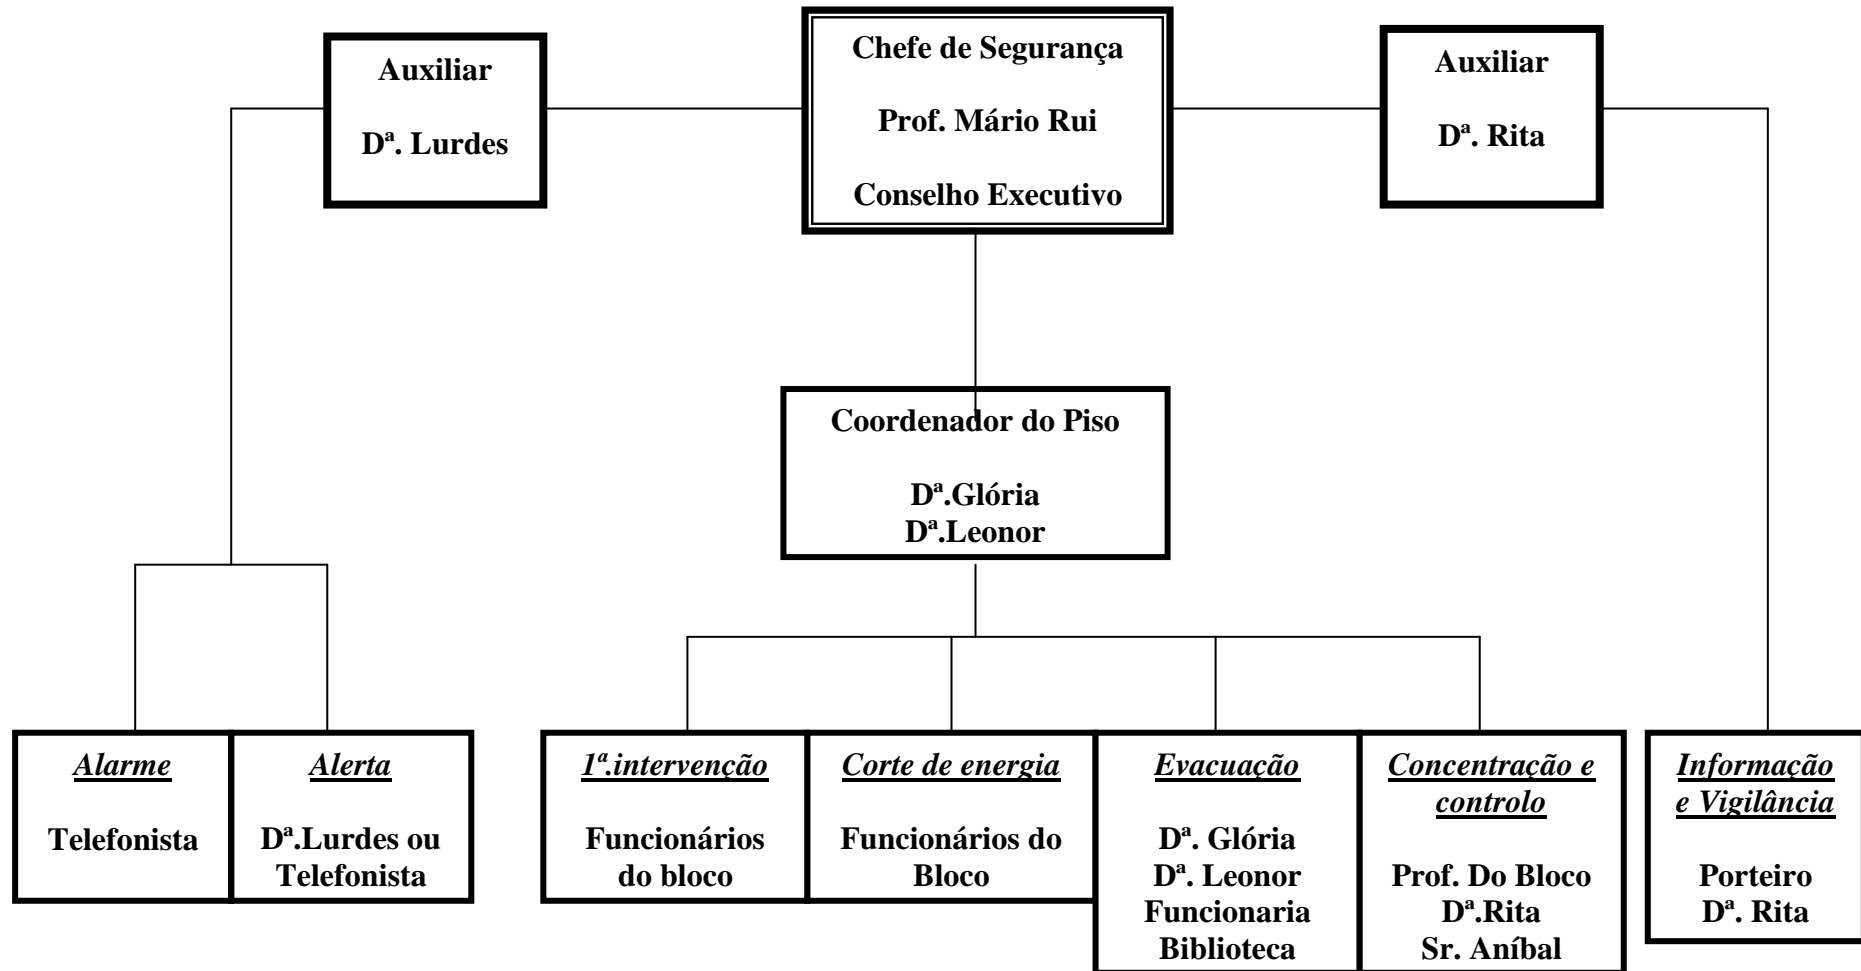 Auxiliar
Dª. Lurdes
Chefe de Segurança
Prof. Mário Rui
Conselho Executivo
Auxiliar
Dª. Rita
Coordenador do Piso
Dª.Glória
Dª.Leonor
Alarme
Telefonista
Alerta
Dª.Lurdes ou
Telefonista
1ª.intervenção
Funcionários
do bloco
Corte de energia
Funcionários do
Bloco
Evacuação
Dª. Glória
Dª. Leonor
Funcionaria
Biblioteca
Concentração e
controlo
Prof. Do Bloco
Dª.Rita
Sr. Aníbal
Informação
e Vigilância
Porteiro
Dª. Rita